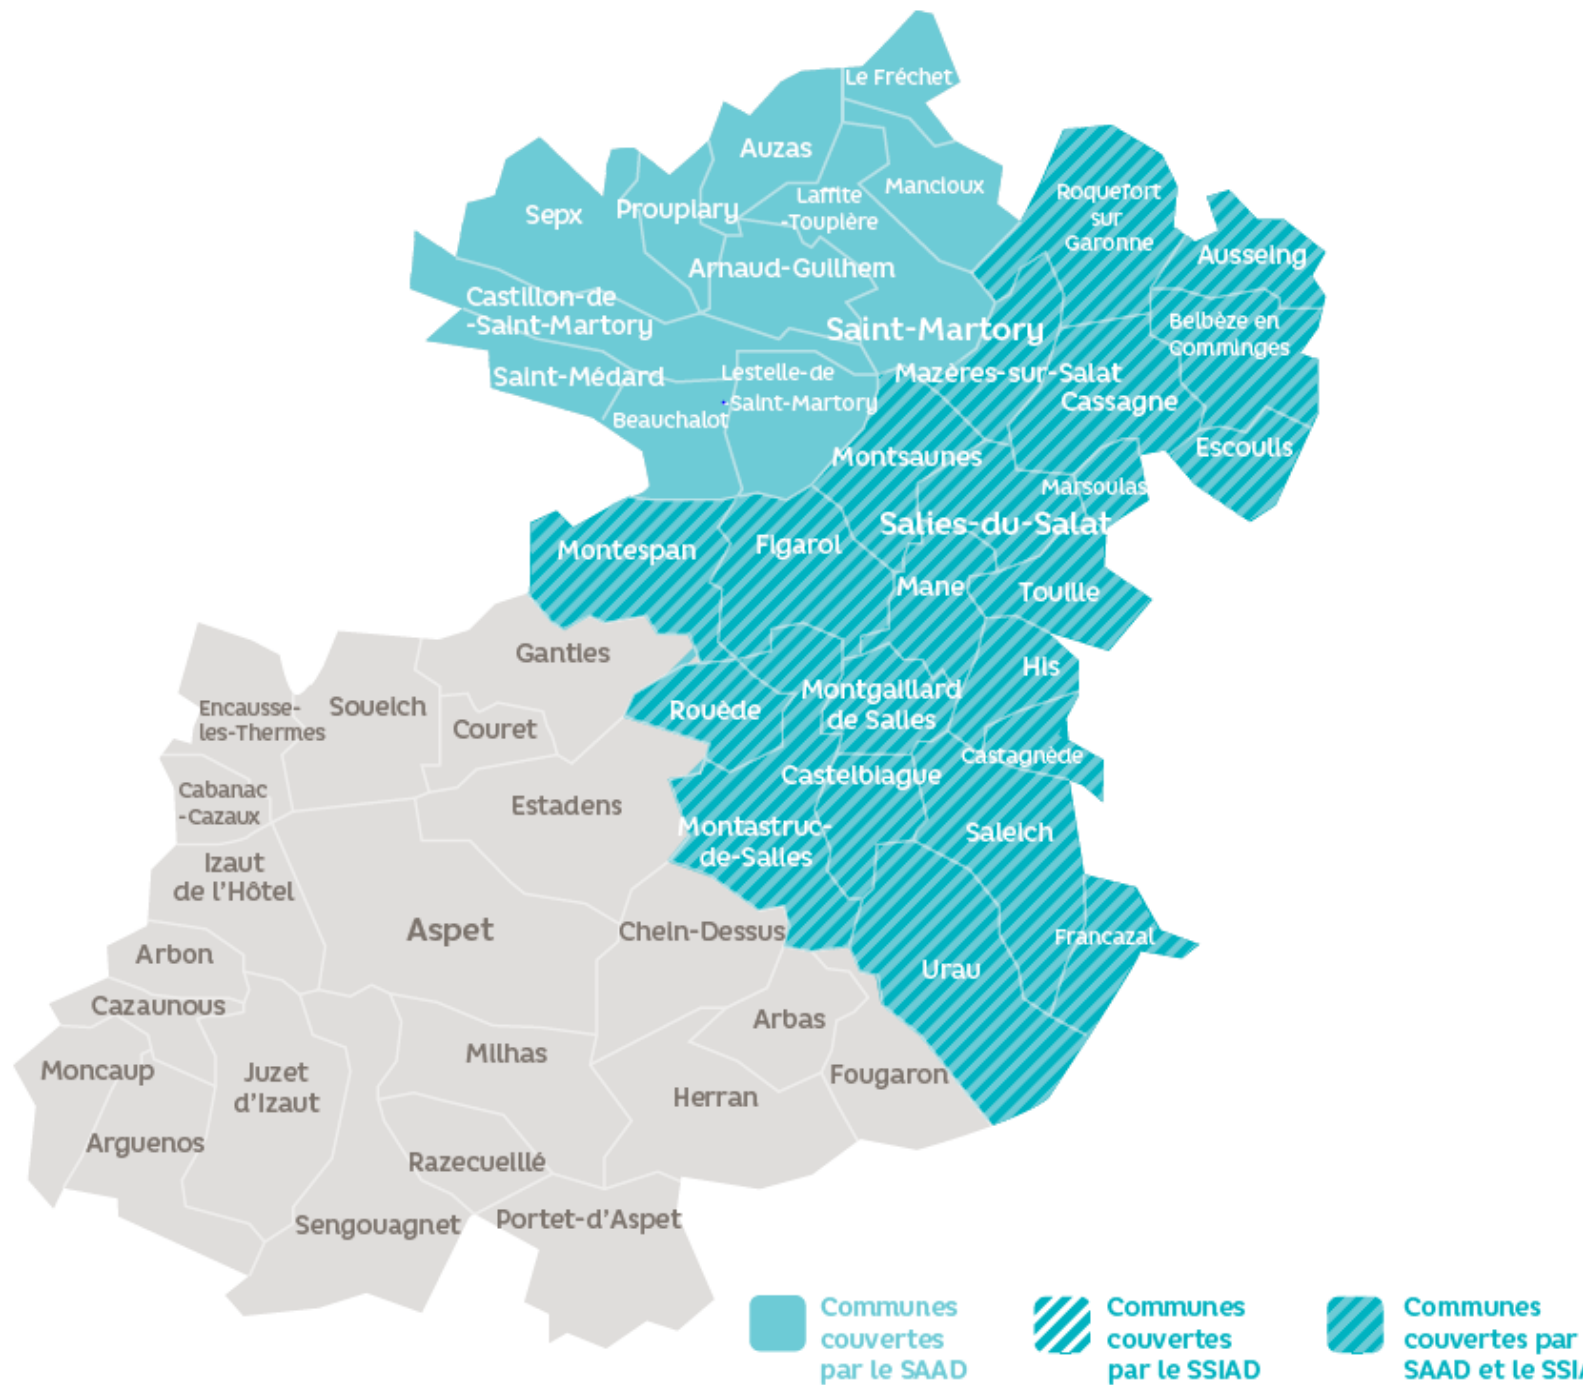 Le Fréchet
Auzas
Mancioux
Laffite
-Toupière
Sepx
Prouplary
Roquefort
sur
Garonne
Ausseing
Arnaud-Guilhem
Castillon-de
-Saint-Martory
Saint-Martory
Belbèze en
Comminges
Saint-Médard
Lestelle-de
-Saint-Martory
Beauchalot
Mazères-sur-Salat
Cassagne
Escoulis
Montsaunes
Marsoulas
Salies-du-Salat
Montespan
Figarol
Mane
Touille
Ganties
His
Encausse-
les-Thermes
Soueich
Couret
Rouède
Montgaillard
de Salles
Castagnède
Castelbiague
Cabanac
-Cazaux
Estadens
Montastruc-
de-Salles
Saleich
Izaut
de l'Hôtel
Aspet
Chein-Dessus
Francazal
Arbon
Urau
Cazaunous
Arbas
Moncaup
Juzet
d'Izaut
Milhas
Fougaron
Herran
Arguenos
Razecueillé
Sengouagnet
Portet-d'Aspet
Communes
couvertes
par le SAAD
Communes
couvertes
par le SSIAD
Communes
couvertes par
SAAD et le SSI